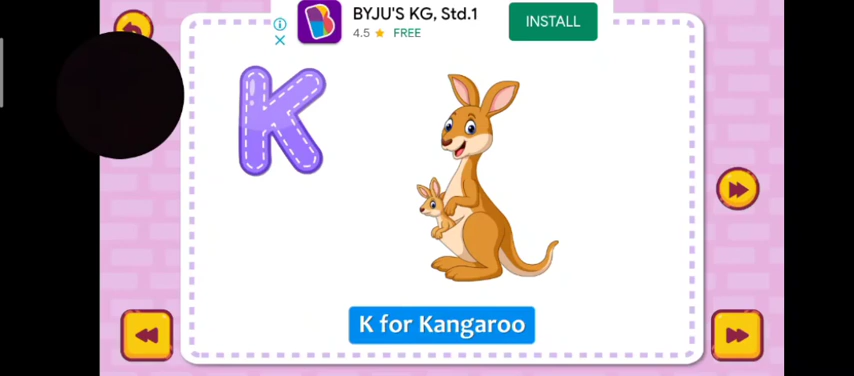 BYJU'S KG, Std.1
4.5 FREE
INSTALL
K
K for Kangaroo